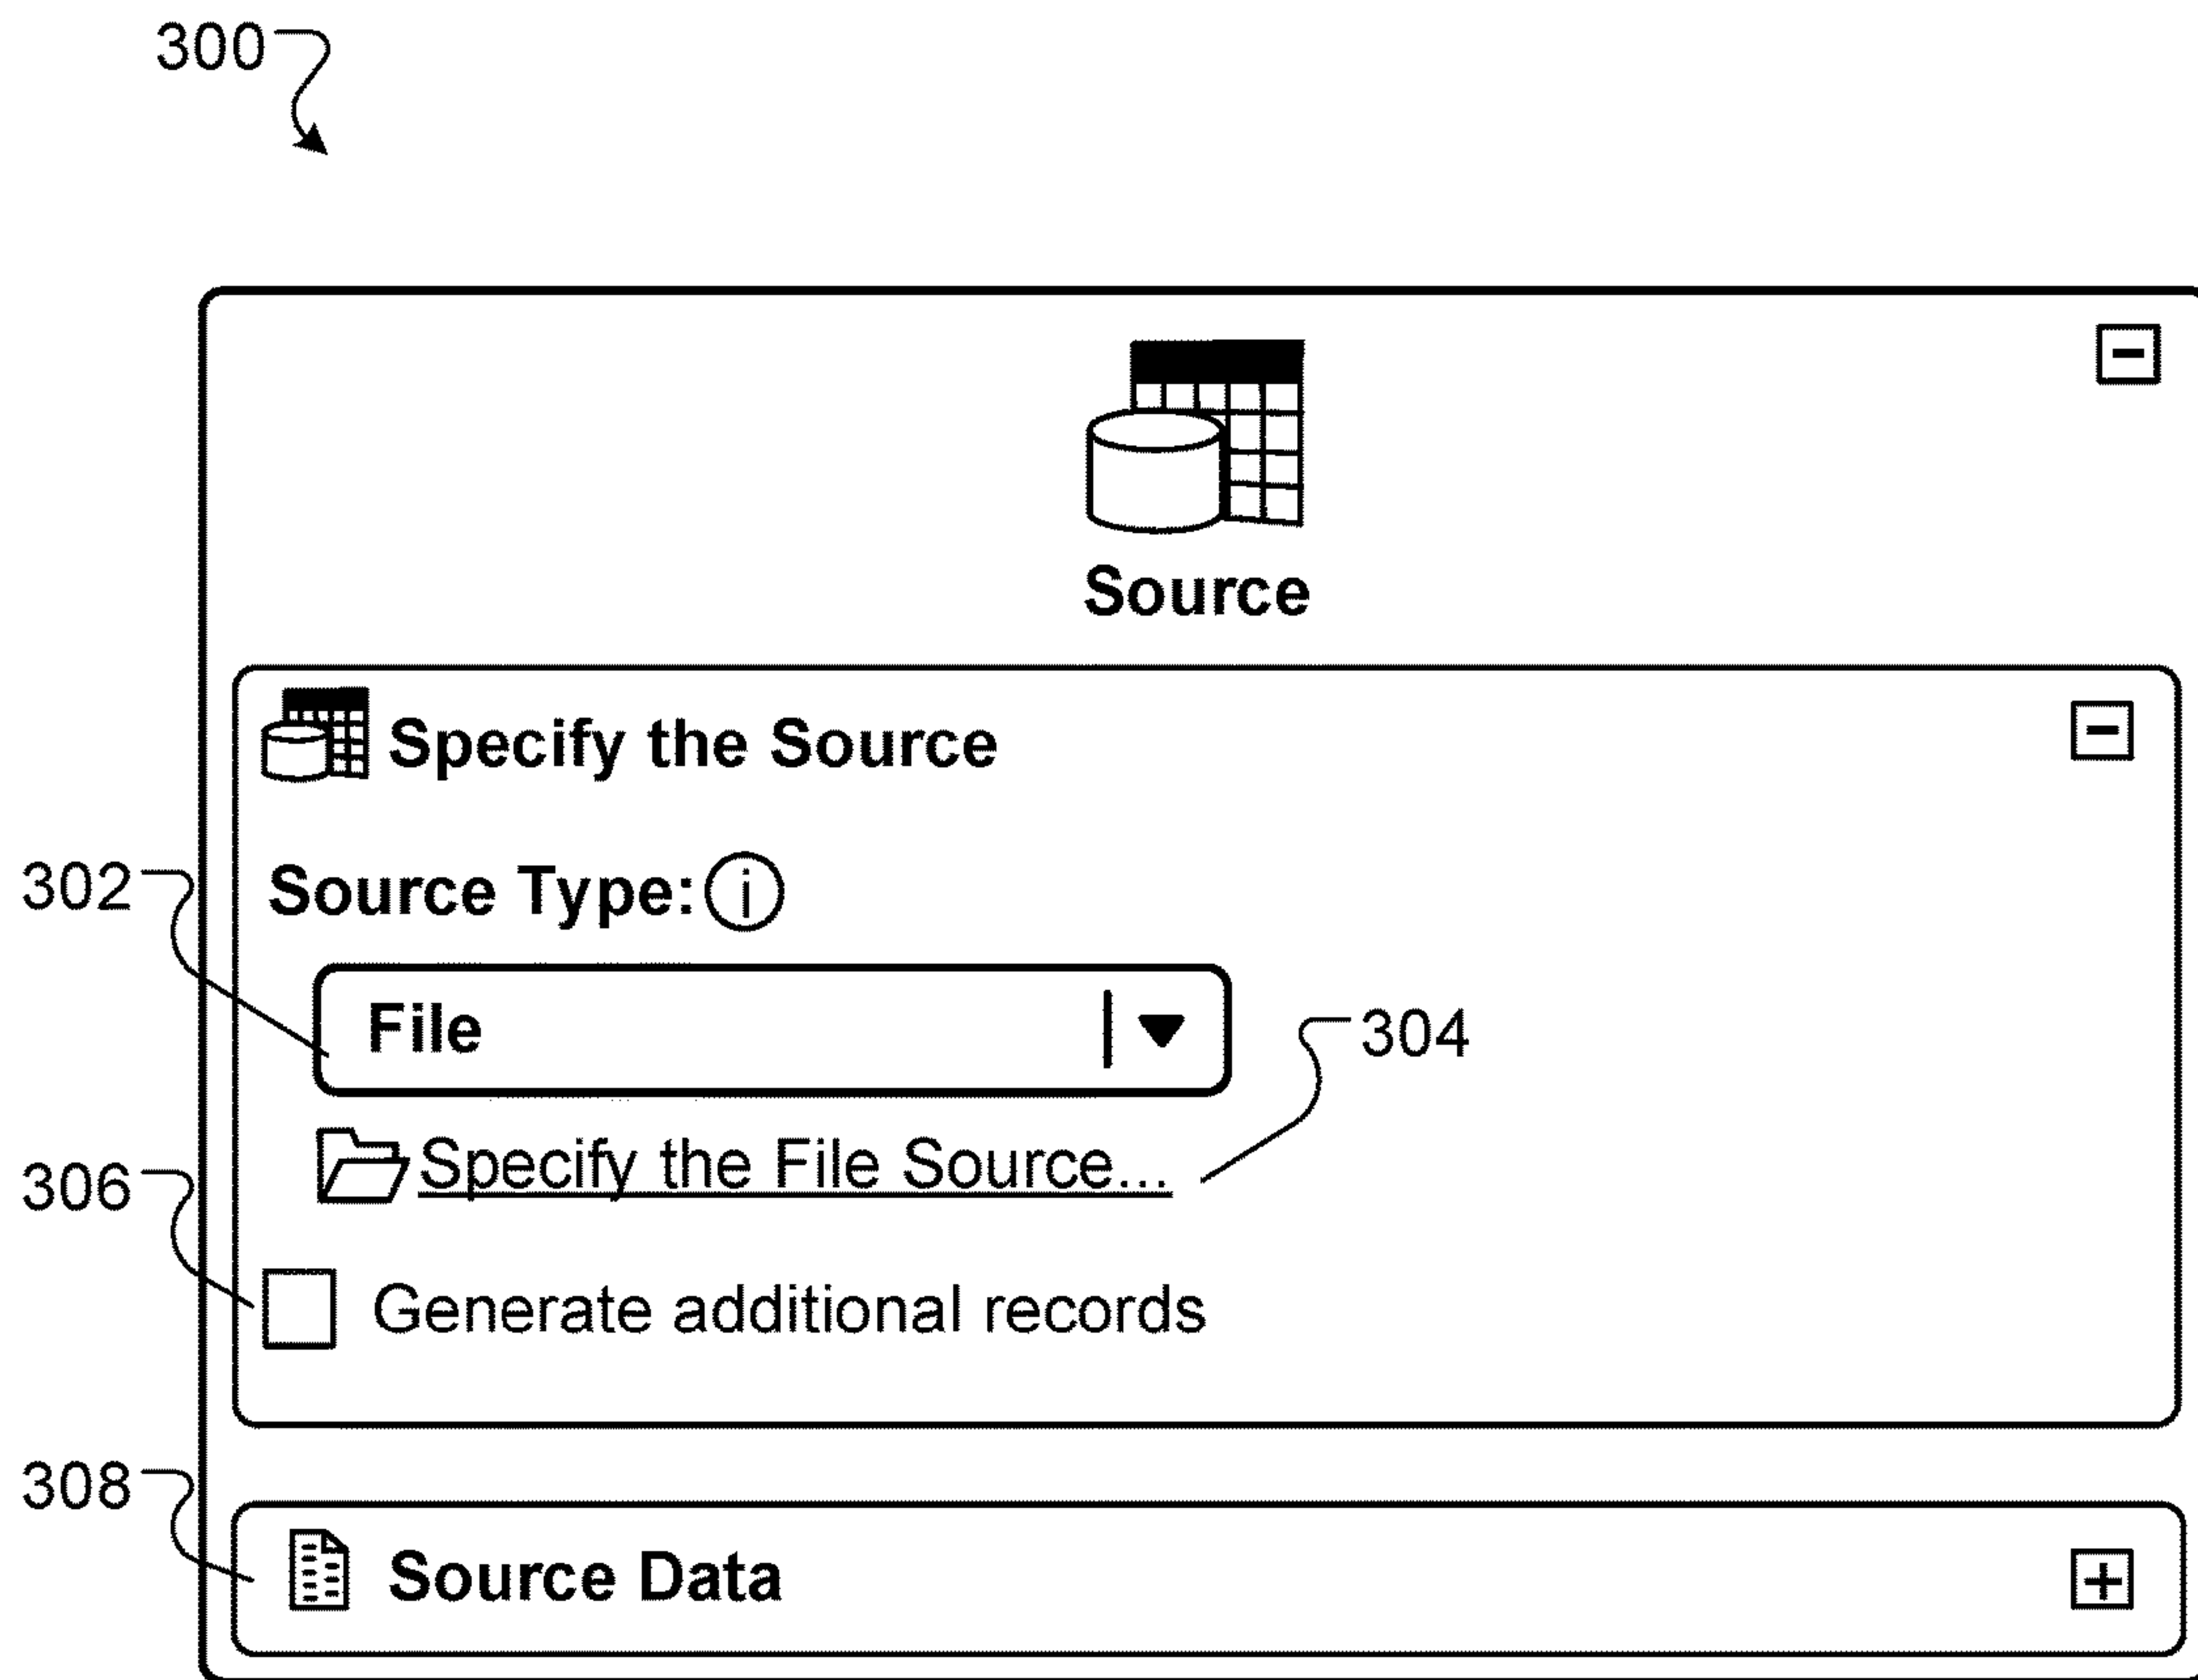 300
Source
Specify the Source
302
Source Type: i
File
304
Specify the File Source...
306
Generate additional records
308
Source Data